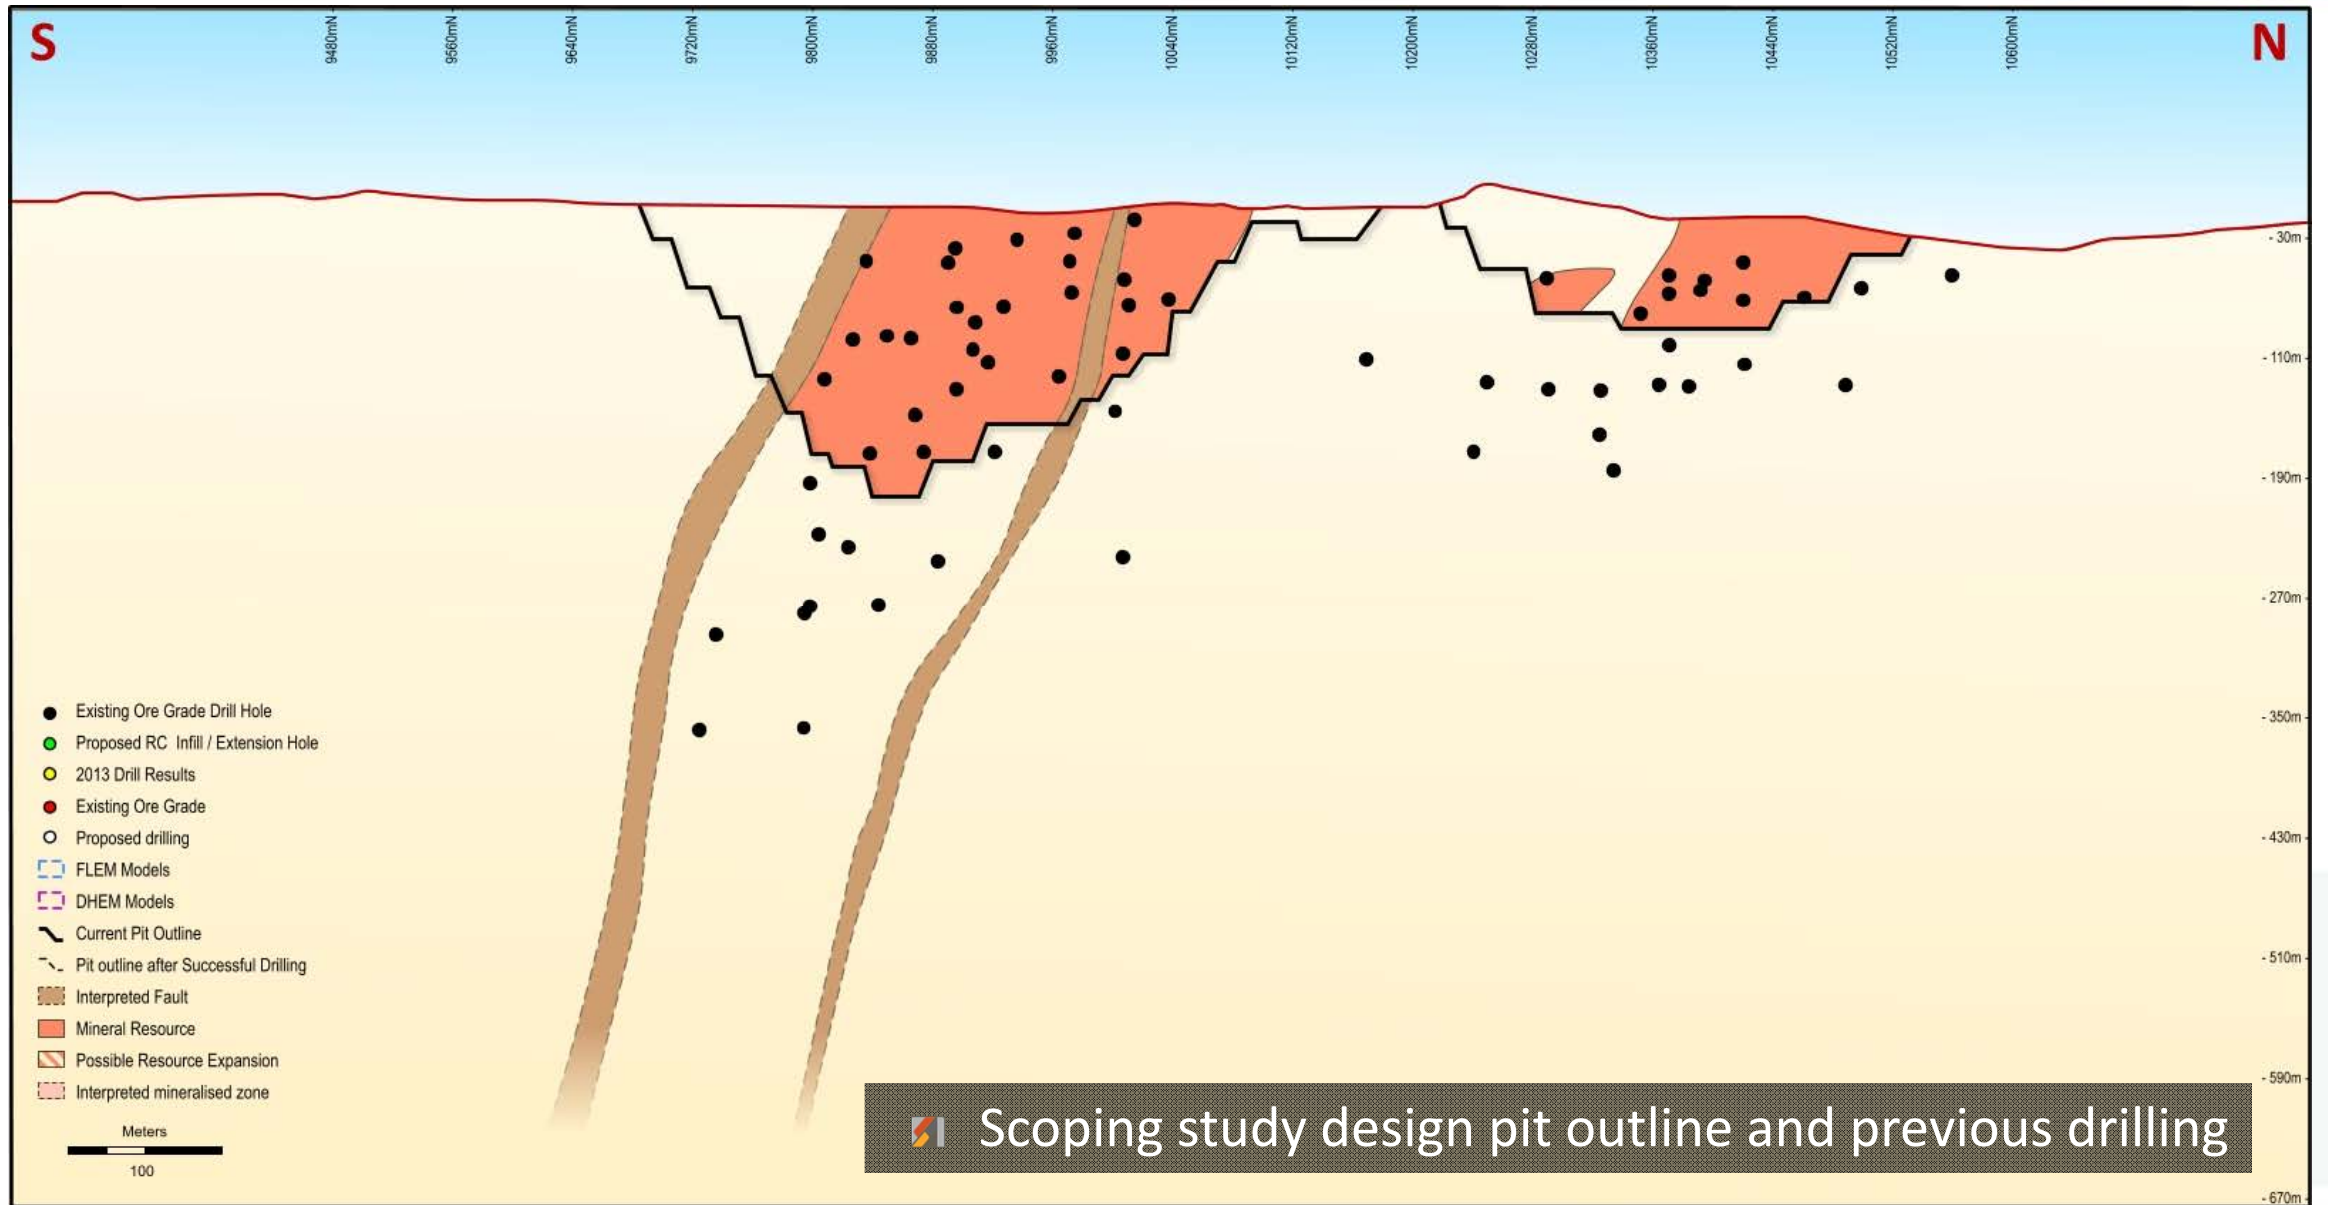 S
9480mN
9560mN
9640mN
9720mN
9800mN
9880mN
9960mN
10040mN
10120mN
10200mN
10280mN
10360mN
10440mN
10520mN
10600mN
N
- 30m
- 110m
- 190m
- 270m
- 350m
- 430m
- 510m
- 590m
- 670m
Existing Ore Grade Drill Hole
Proposed RC Infill / Extension Hole
2013 Drill Results
Existing Ore Grade
Proposed drilling
FLEM Models
DHEM Models
Current Pit Outline
Pit outline after Successful Drilling
Interpreted Fault
Mineral Resource
Possible Resource Expansion
Interpreted mineralised zone
Meters
100
Scoping study design pit outline and previous drilling